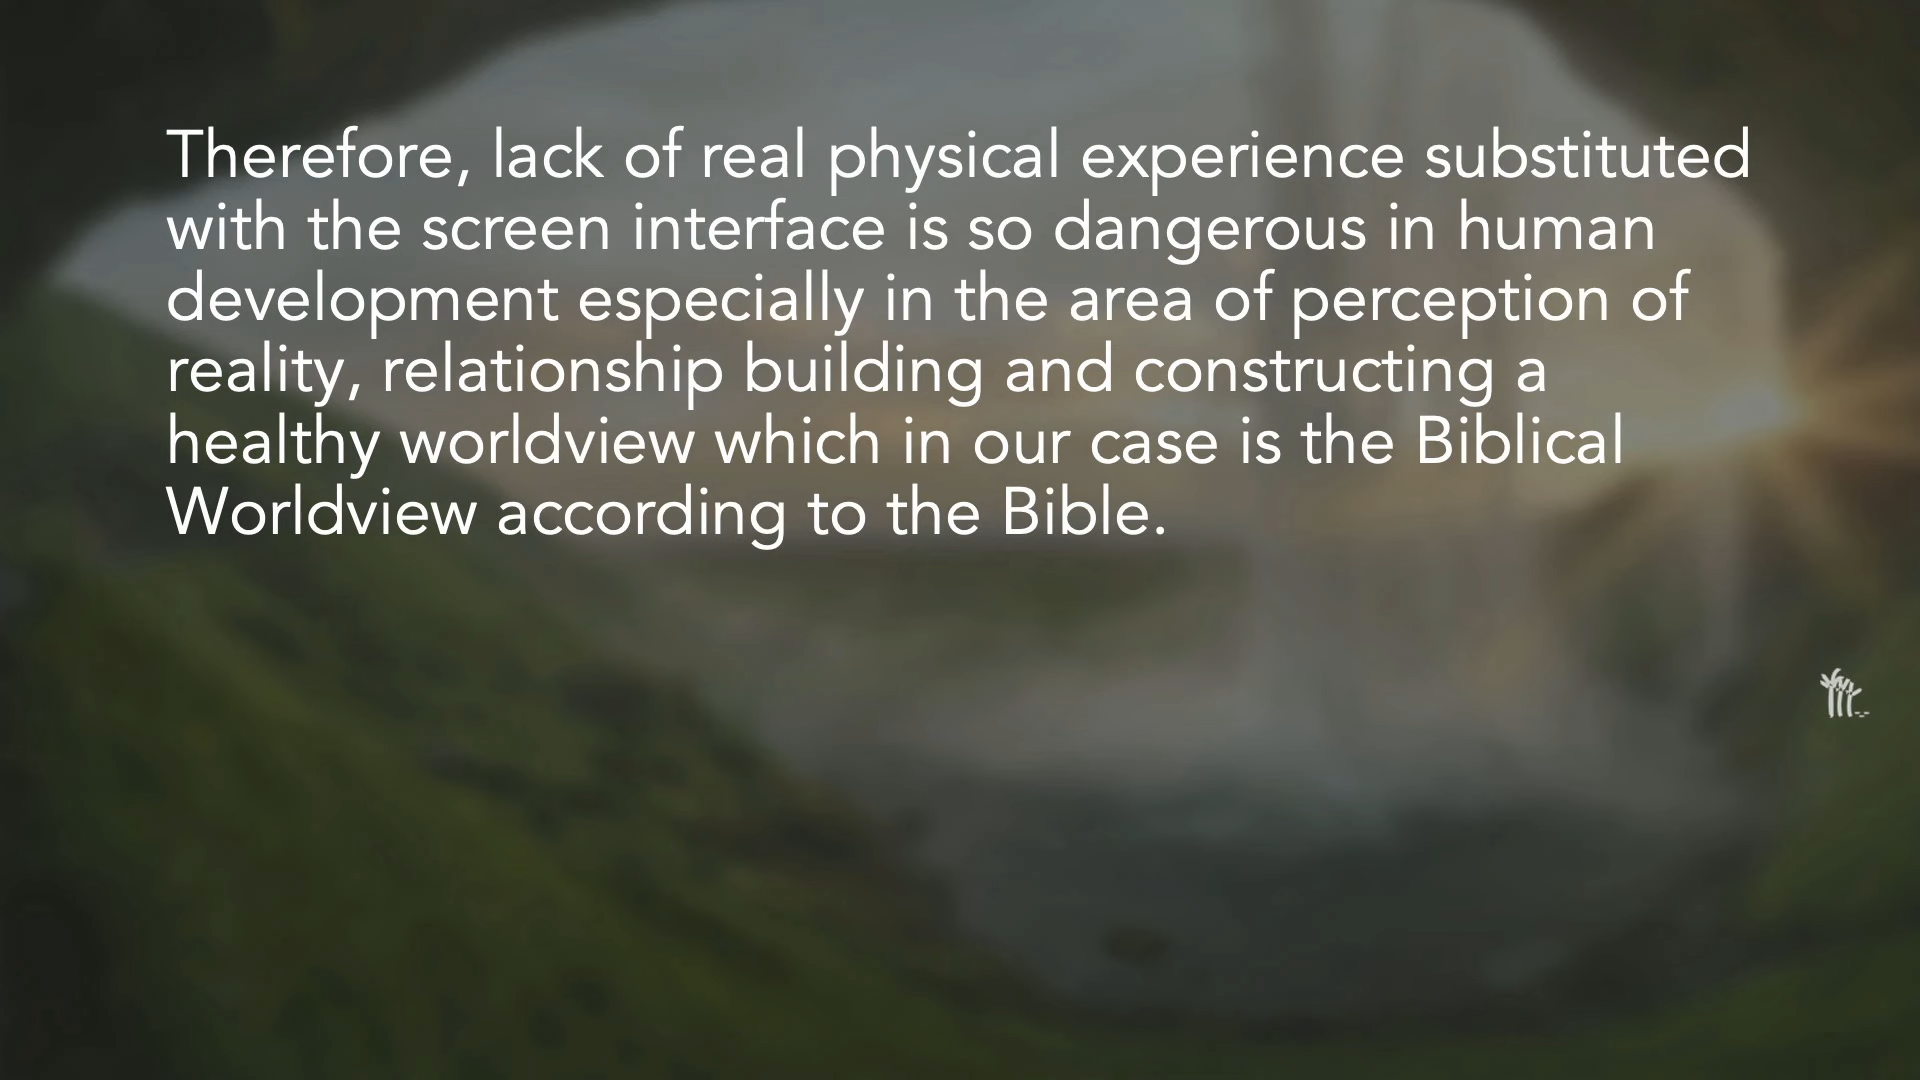 Therefore, lack of real physical experience substituted
with the screen interface is so dangerous in human
development especially in the area of perception of
reality, relationship building and constructing a
healthy worldview which in our case is the Biblical
Worldview according to the Bible.